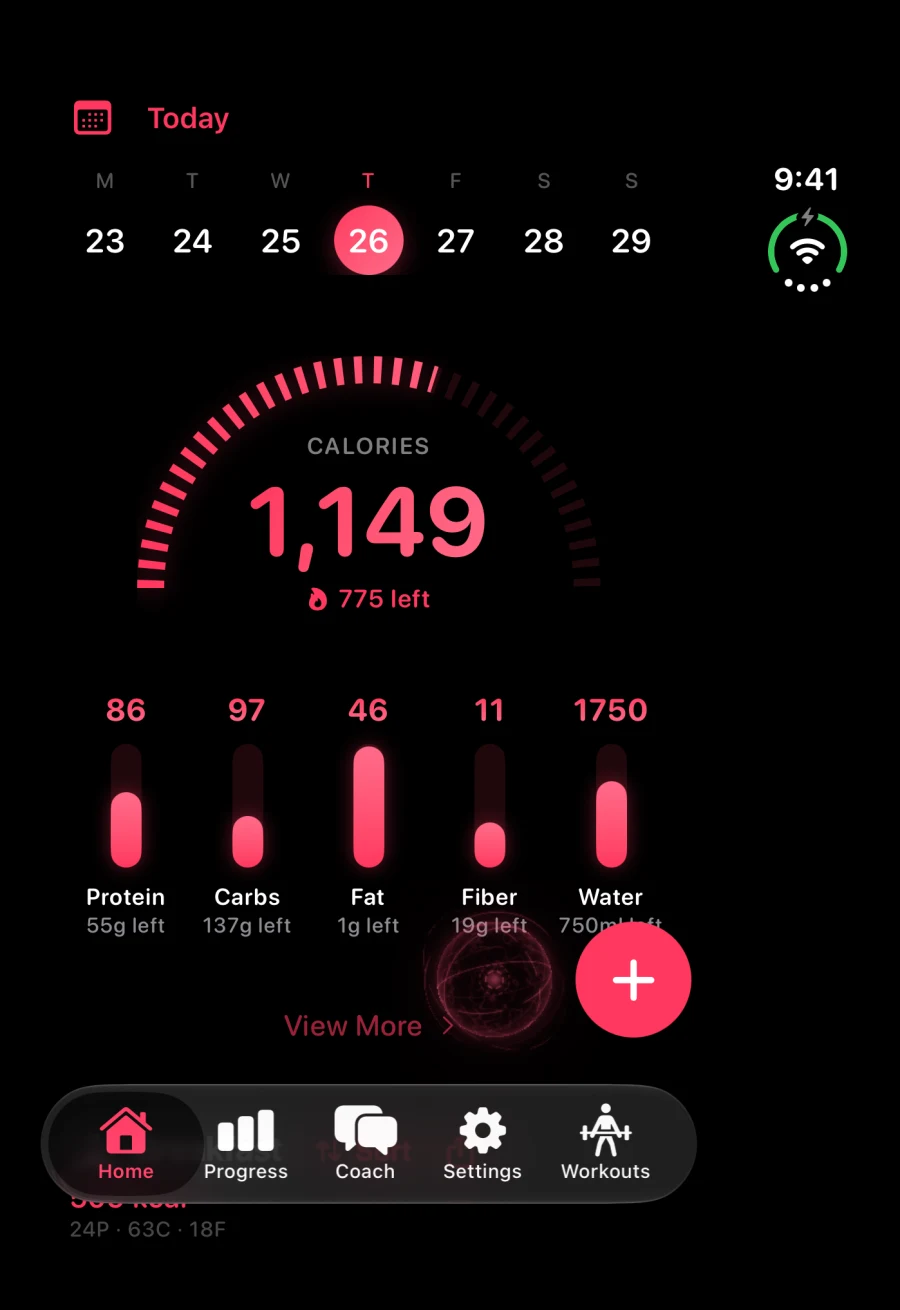 Today
M T W T F S S
9:41
23 24 25 26 27 28 29
CALORIES
1,149
775 left
86 97 46 11 1750
Protein Carbs Fat Fiber Water
55g left 137g left 1g left 19g left 750ml left
View More
Home Progress Coach Settings Workouts
24P · 63C · 18F